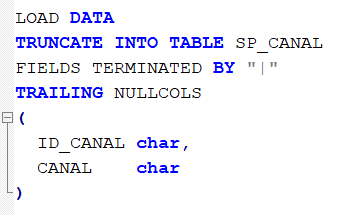 LOAD DATA
TRUNCATE INTO TABLE SP_CANAL
FIELDS TERMINATED BY "|"
TRAILING NULLCOLS
(
  ID_CANAL char,
  CANAL    char
)